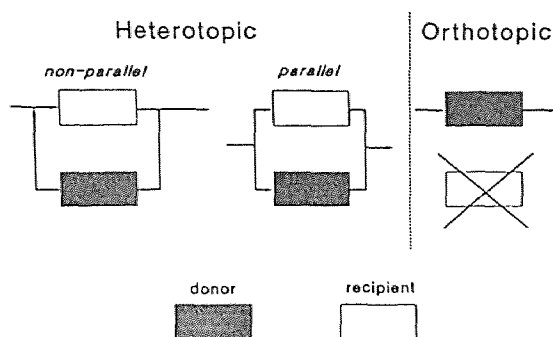 Heterotopic
Orthotopic
non-parallel
parallel
donor
recipient